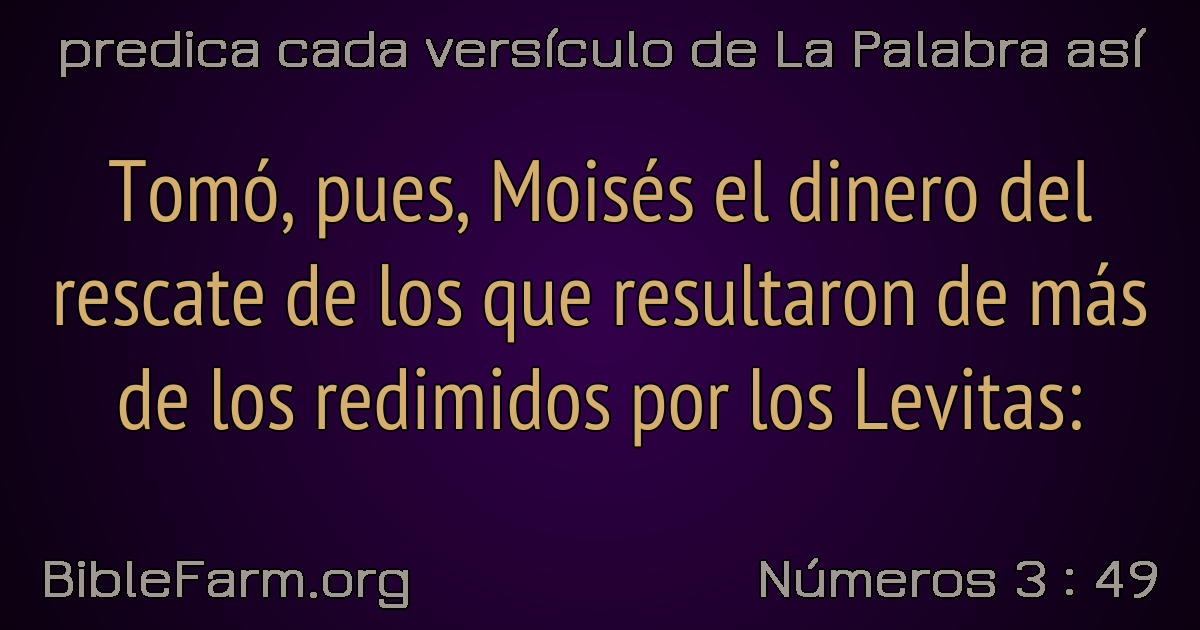 predica cada versículo de La Palabra así
Tomó, pues, Moisés el dinero del
rescate de los que resultaron de más
de los redimidos por los Levitas:
BibleFarm.org
Números 3 : 49